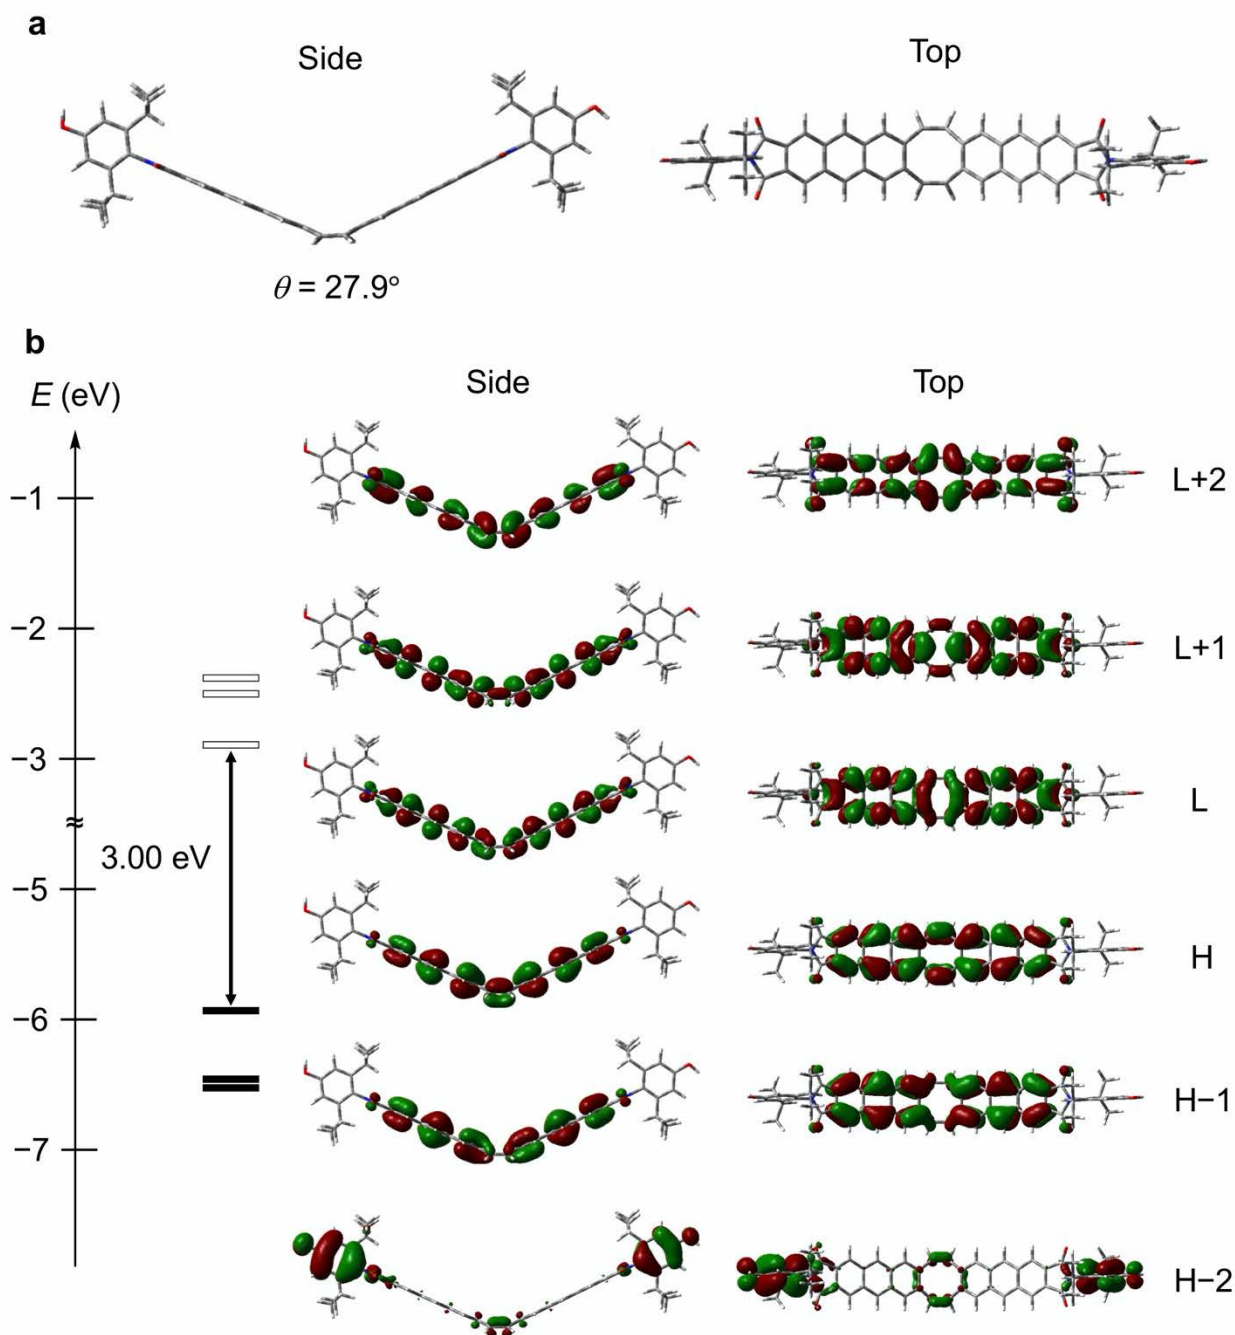 a
Side
Top
θ = 27.9°
b
E (eV)
Side
Top
−1
L+2
−2
L+1
−3
L
≈
3.00 eV
−5
H
−6
H−1
−7
H−2